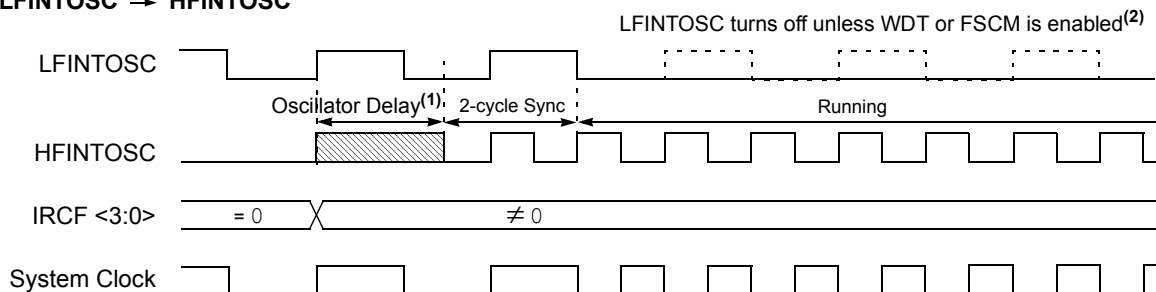 LFINTOSC → HFINTOSC
LFINTOSC turns off unless WDT or FSCM is enabled(2)
LFINTOSC
Oscillator Delay(1) 2-cycle Sync Running
HFINTOSC
IRCF <3:0> = 0 ≠ 0
System Clock